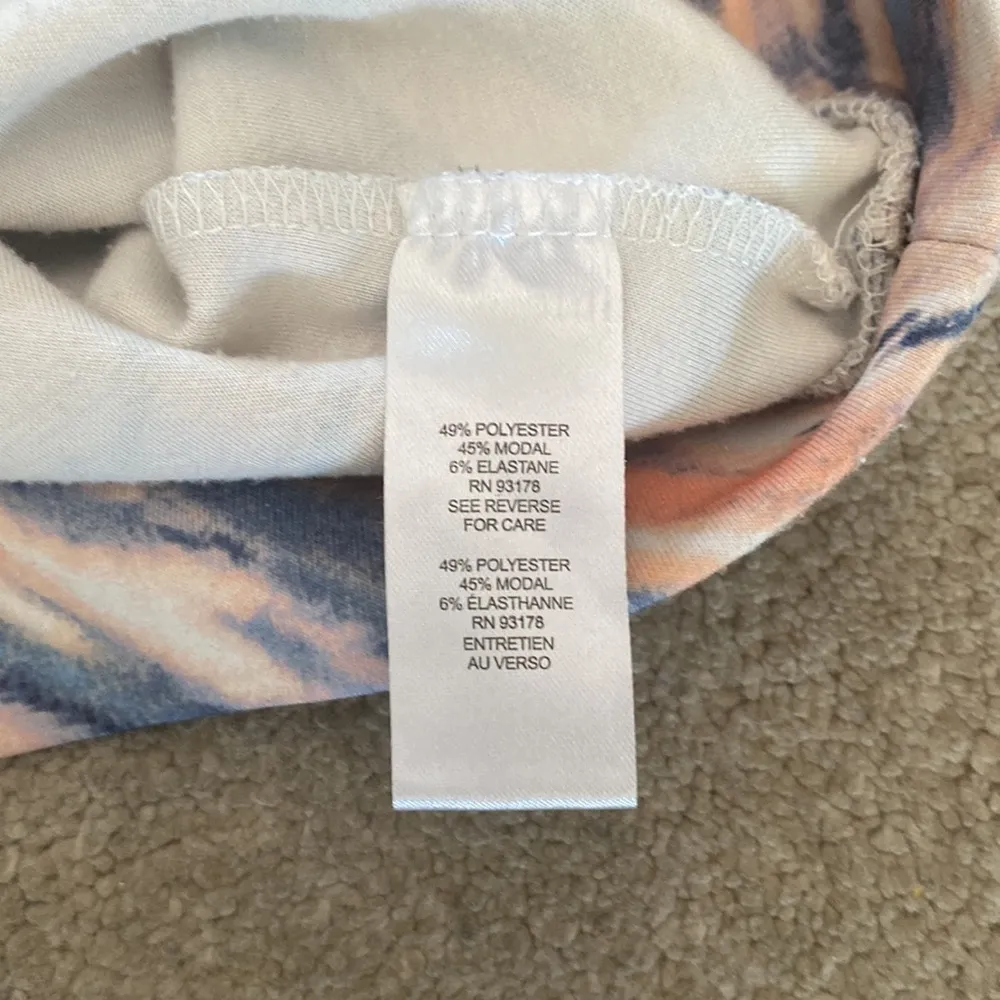 49% POLYESTER
45% MODAL
6% ELASTANE
RN 93178
SEE REVERSE
FOR CARE
49% POLYESTER
45% MODAL
6% ÉLASTHANNE
RN 93178
ENTRETIEN
AU VERSO